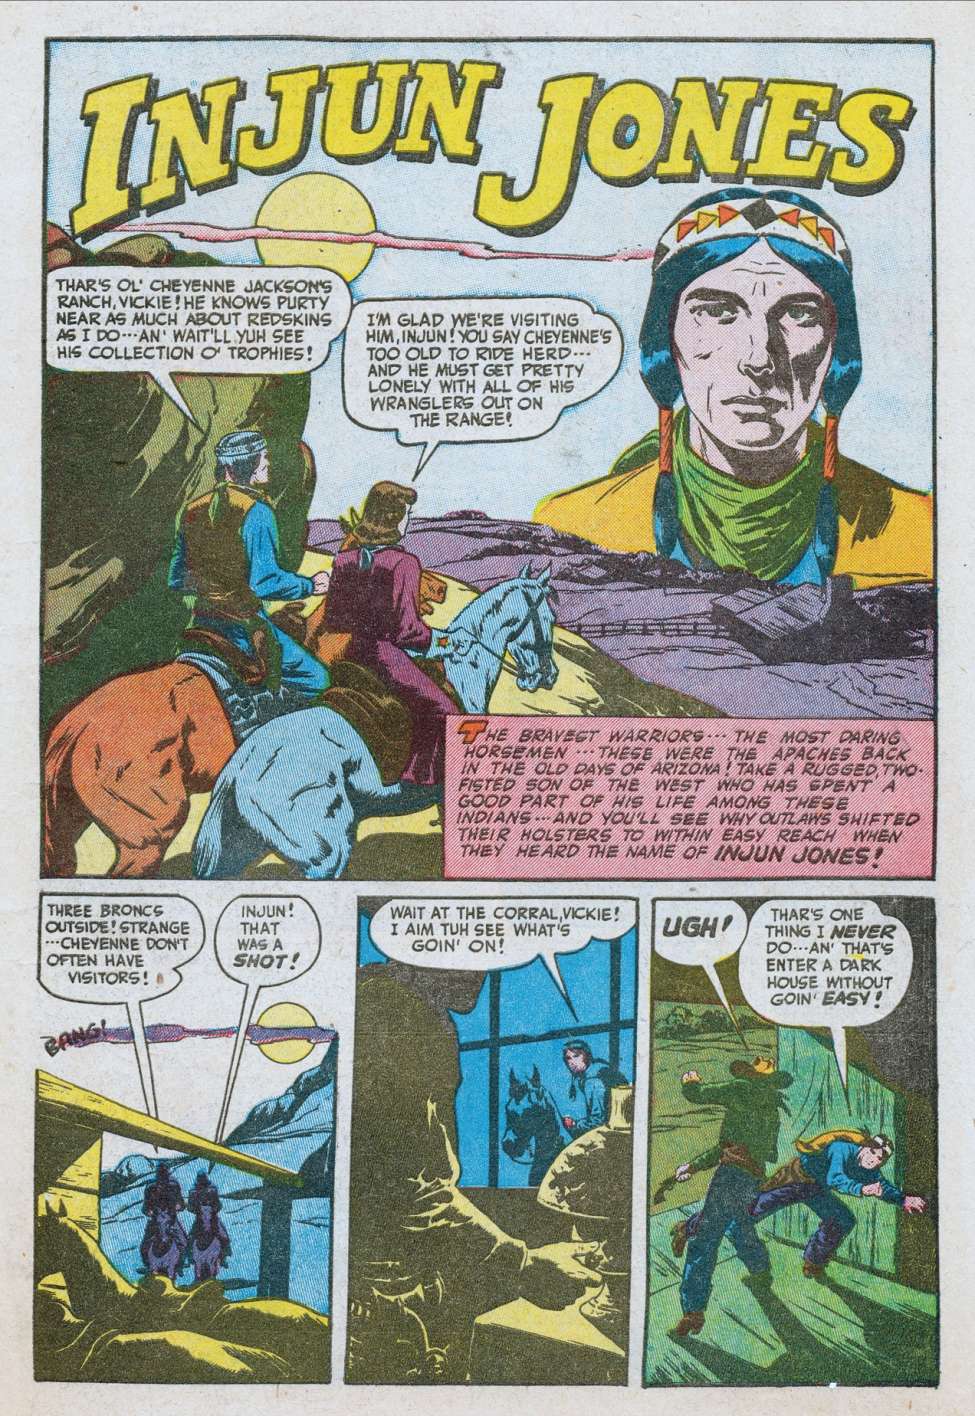 INJUN JONES
THAR'S OL' CHEYENNE JACKSON'S
RANCH, VICKIE! HE KNOWS PURTY
NEAR AS MUCH ABOUT REDSKINS
AS I DO---AN' WAIT'LL YUH SEE
HIS COLLECTION O' TROPHIES!
I'M GLAD WE'RE VISITING
HIM, INJUN! YOU SAY CHEYENNE'S
TOO OLD TO RIDE HERD---
AND HE MUST GET PRETTY
LONELY WITH ALL OF HIS
WRANGLERS OUT ON
THE RANGE!
THE BRAVEST WARRIORS--- THE MOST DARING
HORSEMEN --- THESE WERE THE APACHES BACK
IN THE OLD DAYS OF ARIZONA! TAKE A RUGGED, TWO-
FISTED SON OF THE WEST WHO HAS SPENT A
GOOD PART OF HIS LIFE AMONG THESE
INDIANS---AND YOU'LL SEE WHY OUTLAWS SHIFTED
THEIR HOLSTERS TO WITHIN EASY REACH WHEN
THEY HEARD THE NAME OF INJUN JONES!
THREE BRONCS
OUTSIDE! STRANGE
---CHEYENNE DON'T
OFTEN HAVE
VISITORS!
INJUN!
THAT
WAS A
SHOT!
BANG!
WAIT AT THE CORRAL, VICKIE!
I AIM TUH SEE WHAT'S
GOIN' ON!
UGH!
THAR'S ONE
THING I NEVER
DO---AN' THAT'S
ENTER A DARK
HOUSE WITHOUT
GOIN' EASY!